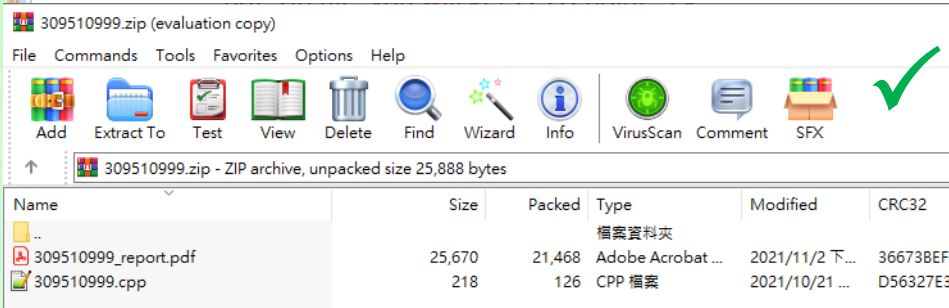 309510999.zip (evaluation copy)
File Commands Tools Favorites Options Help
Add Extract To Test View Delete Find Wizard Info VirusScan Comment SFX
309510999.zip - ZIP archive, unpacked size 25,888 bytes
Name Size Packed Type Modified CRC32
.. 檔案資料夾
309510999_report.pdf 25,670 21,468 Adobe Acrobat ... 2021/11/2 下... 36673BEF
309510999.cpp 218 126 CPP 檔案 2021/10/21 ... D56327E3